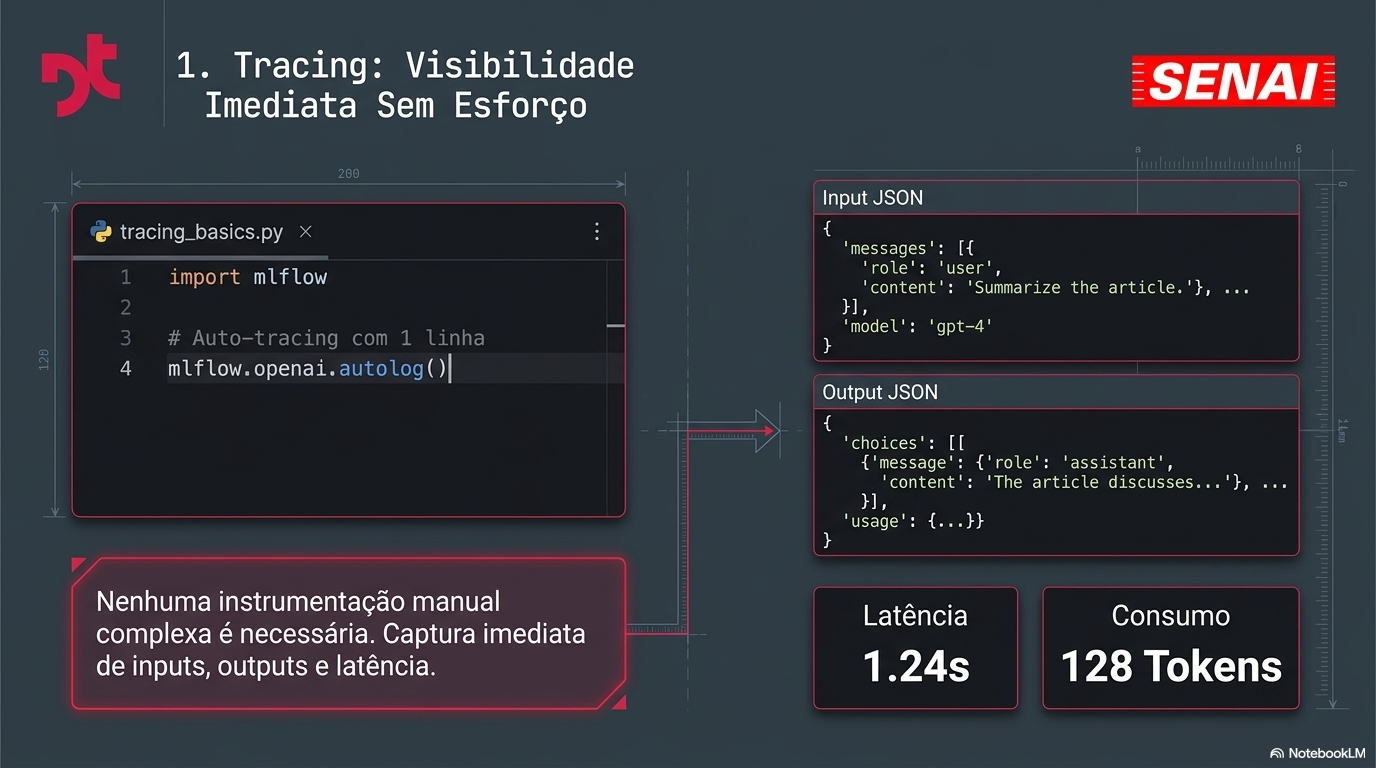 1. Tracing: Visibilidade
Imediata Sem Esforço
SENAI
200
120
tracing_basics.py
1 import mlflow
2
3 # Auto-tracing com 1 linha
4 mlflow.openai.autolog()
Nenhuma instrumentação manual
complexa é necessária. Captura imediata
de inputs, outputs e latência.
a
8
0
Input JSON
{
'messages': [{
'role': 'user',
'content': 'Summarize the article.'}, ...
}],
'model': 'gpt-4'
}
Output JSON
{
'choices': [[
{'message': {'role': 'assistant',
'content': 'The article discusses...'}, ...
}],
'usage': {...}}
}
Latência
1.24s
Consumo
128 Tokens
NotebookLM